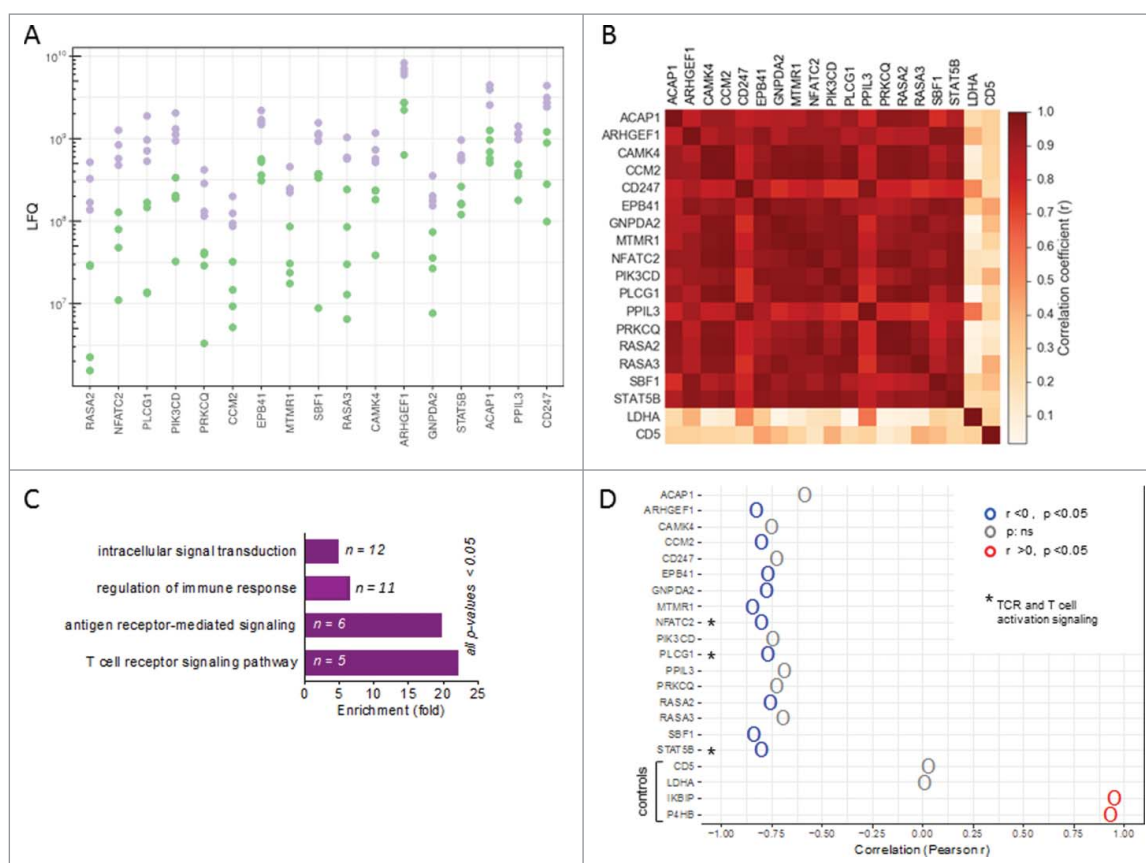 A
LFQ
10¹⁰
10⁹
10⁸
10⁷
RASA2
NFATC2
PLCG1
PIK3CD
PRKCQ
CCM2
EPB41
MTMR1
SBF1
RASA3
CAMK4
ARHGEF1
GNPDA2
STAT5B
ACAP1
PPIL3
CD247
B
ACAP1
ARHGEF1
CAMK4
CCM2
CD247
EPB41
GNPDA2
MTMR1
NFATC2
PIK3CD
PLCG1
PPIL3
PRKCQ
RASA2
RASA3
SBF1
STAT5B
LDHA
CD5
ACAP1
ARHGEF1
CAMK4
CCM2
CD247
EPB41
GNPDA2
MTMR1
NFATC2
PIK3CD
PLCG1
PPIL3
PRKCQ
RASA2
RASA3
SBF1
STAT5B
LDHA
CD5
1.0
0.9
0.8
0.7
0.6
0.5
0.4
0.3
0.2
0.1
Correlation coefficient (r)
C
intracellular signal transduction
n = 12
regulation of immune response
n = 11
antigen receptor-mediated signaling
n = 6
T cell receptor signaling pathway
n = 5
all p-values < 0.05
0 5 10 15 20 25
Enrichment (fold)
D
ACAP1
ARHGEF1
CAMK4
CCM2
CD247
EPB41
GNPDA2
MTMR1
NFATC2 *
PIK3CD
PLCG1 *
PPIL3
PRKCQ
RASA2
RASA3
SBF1
STAT5B *
CD5
LDHA
IKBIP
P4HB
controls
r <0 , p <0.05
p: ns
r >0, p <0.05
* TCR and T cell
activation signaling
−1.00 −0.75 −0.50 −0.25 0.00 0.25 0.50 0.75 1.00
Correlation (Pearson r)